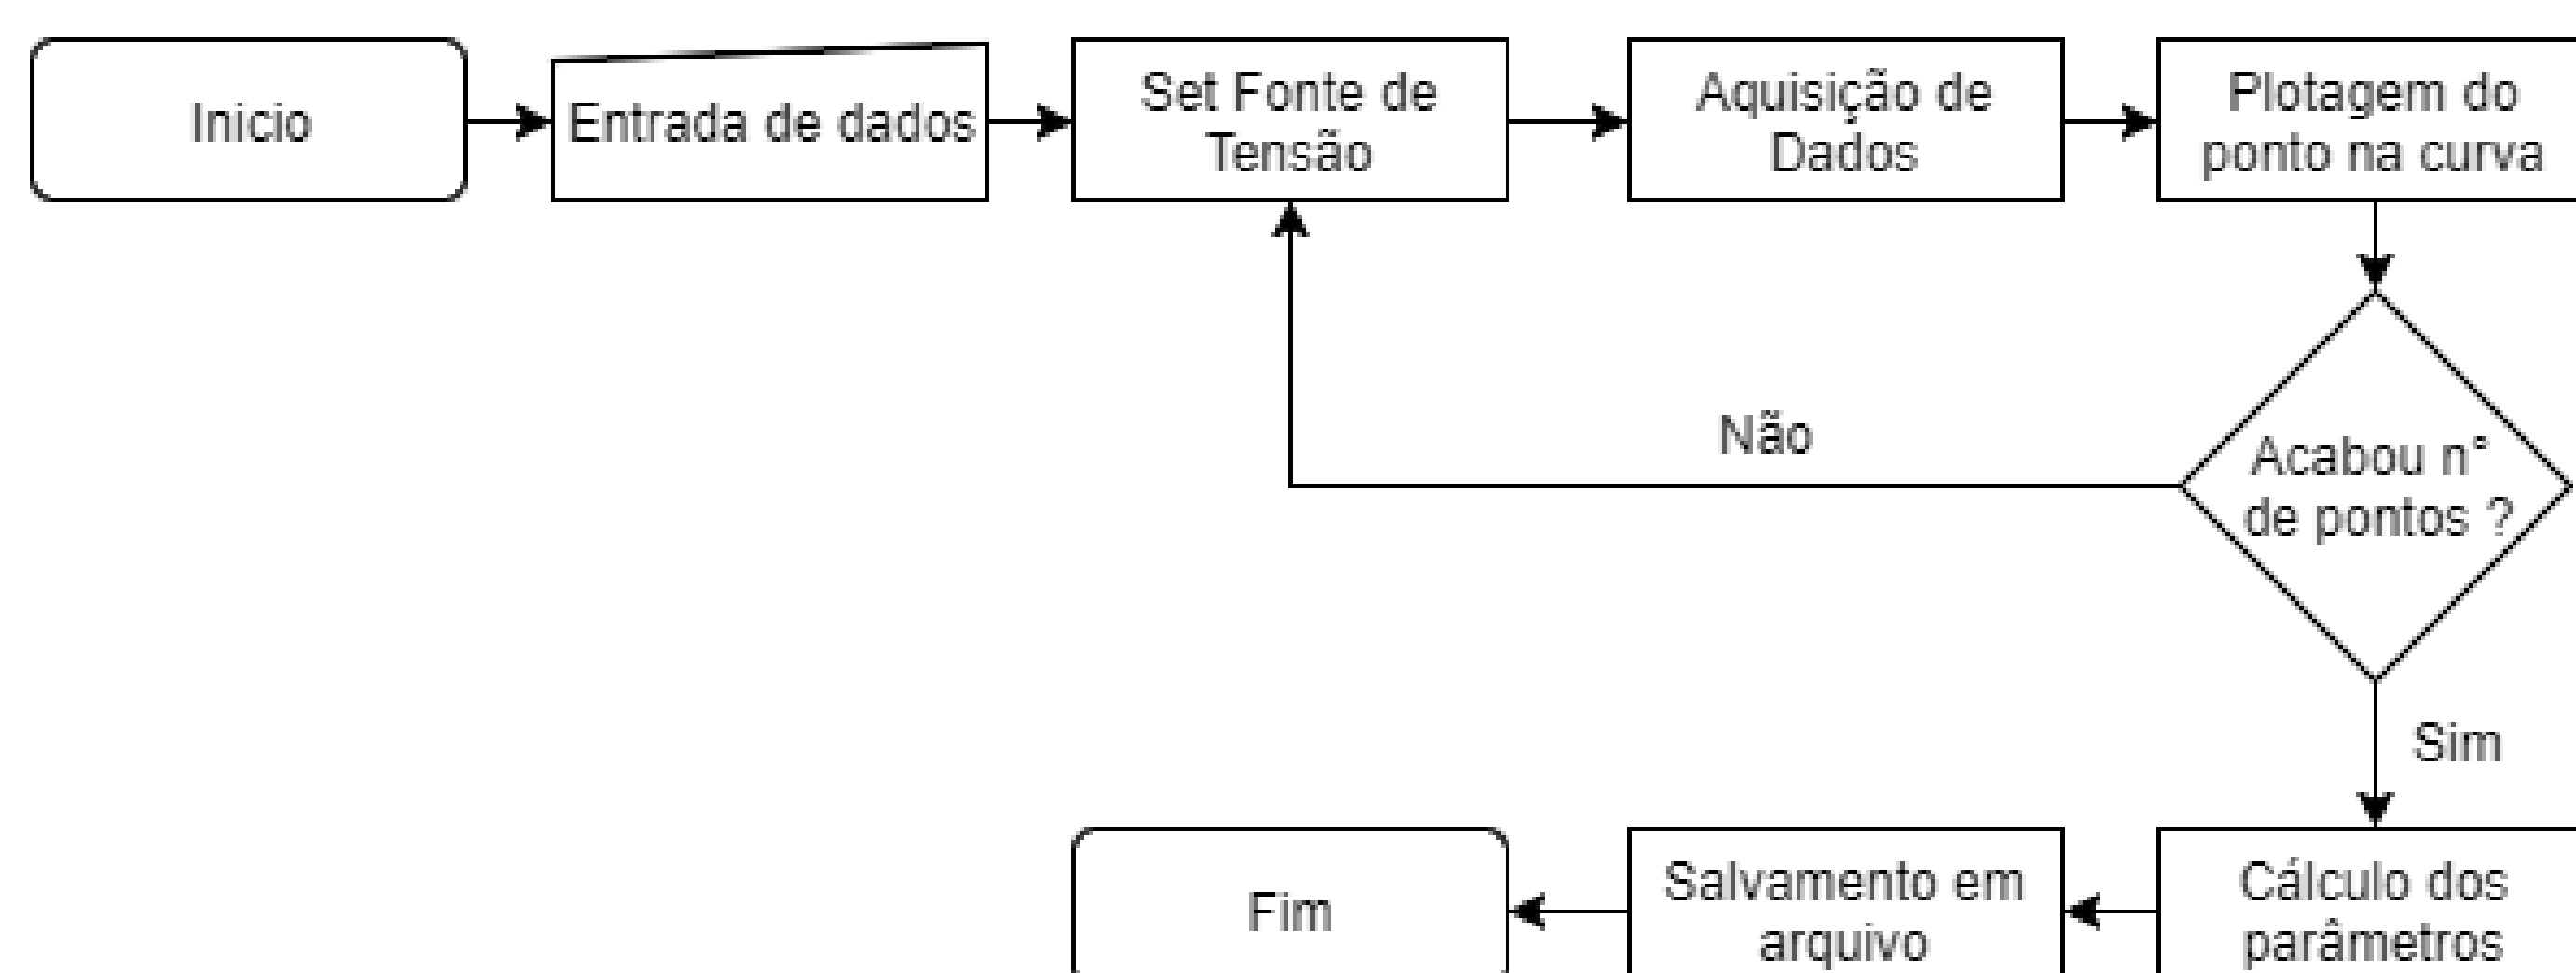 Inicio
Entrada de dados
Set Fonte de
Tensão
Aquisição de
Dados
Plotagem do
ponto na curva
Não
Acabou n°
de pontos ?
Sim
Fim
Salvamento em
arquivo
Cálculo dos
parâmetros